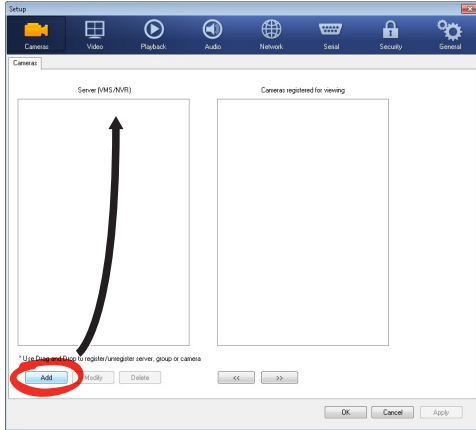 Setup
Cameras Video Playback Audio Network Serial Security General
Cameras
Server (VMS/NVR) Cameras registered for viewing
* Use Drag and Drop to register/unregister server, group or camera
Add Modify Delete << >>
OK Cancel Apply